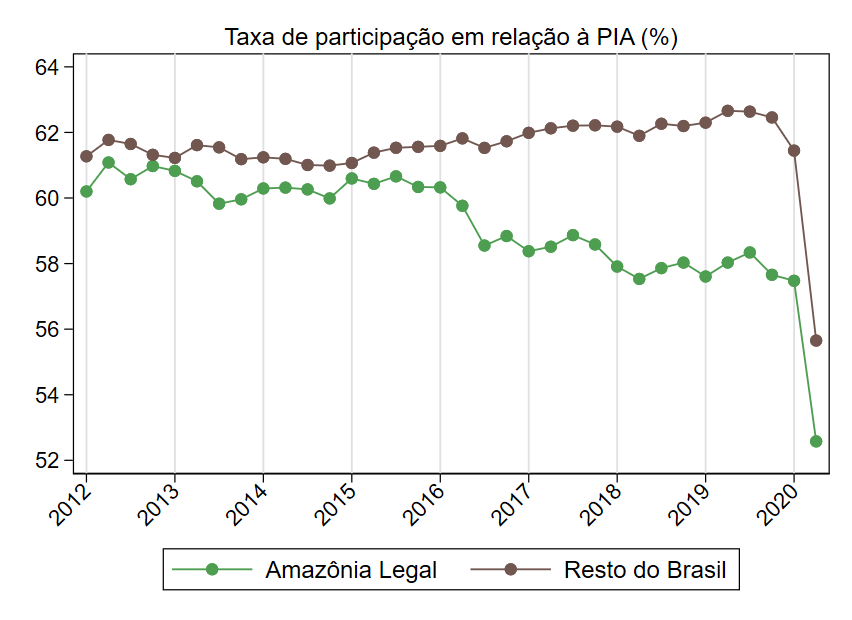 Taxa de participação em relação à PIA (%)
64
62
60
58
56
54
52
2012 2013 2014 2015 2016 2017 2018 2019 2020
Amazônia Legal Resto do Brasil